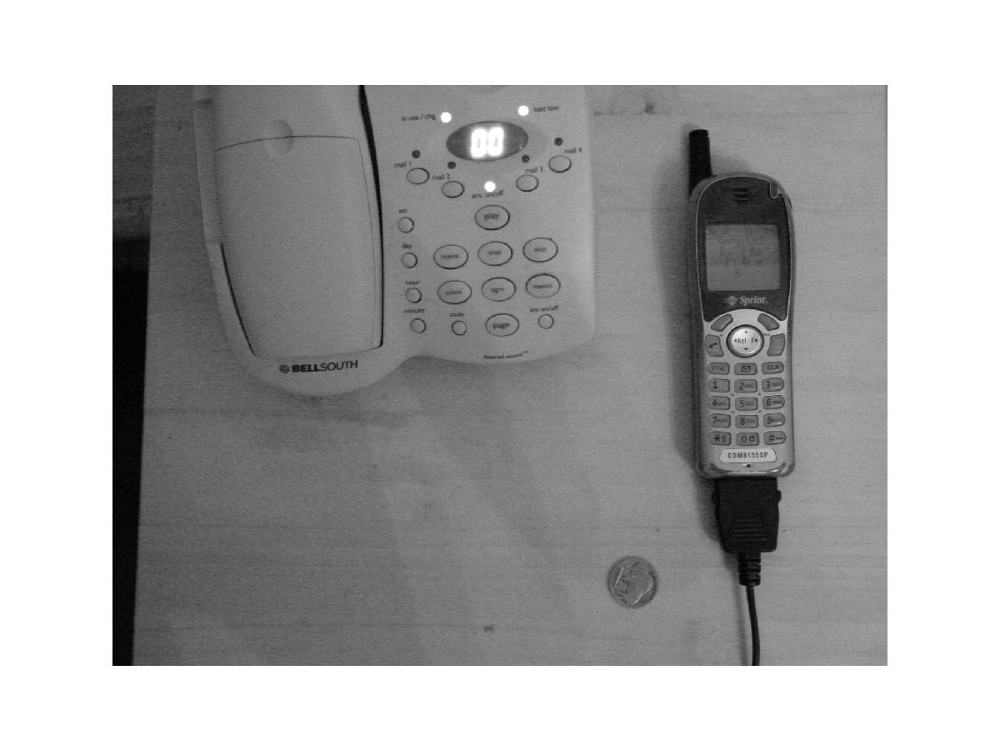 in use / chg
batt low
00
mail 1
mail 2
mail 3
mail 4
ans. on/off
set
play
day
repeat
stop
skip
hour
erase
ogm
memo
minute
code
page
ans on/off
filtered-sound™
BELLSOUTH
Sprint.
Rcl F
CLR
1
2ABC
3DEF
4GHI
5JKL
6MNO
7PQRS
8TUV
9WXYZ
*
0
#
CDM8155SP